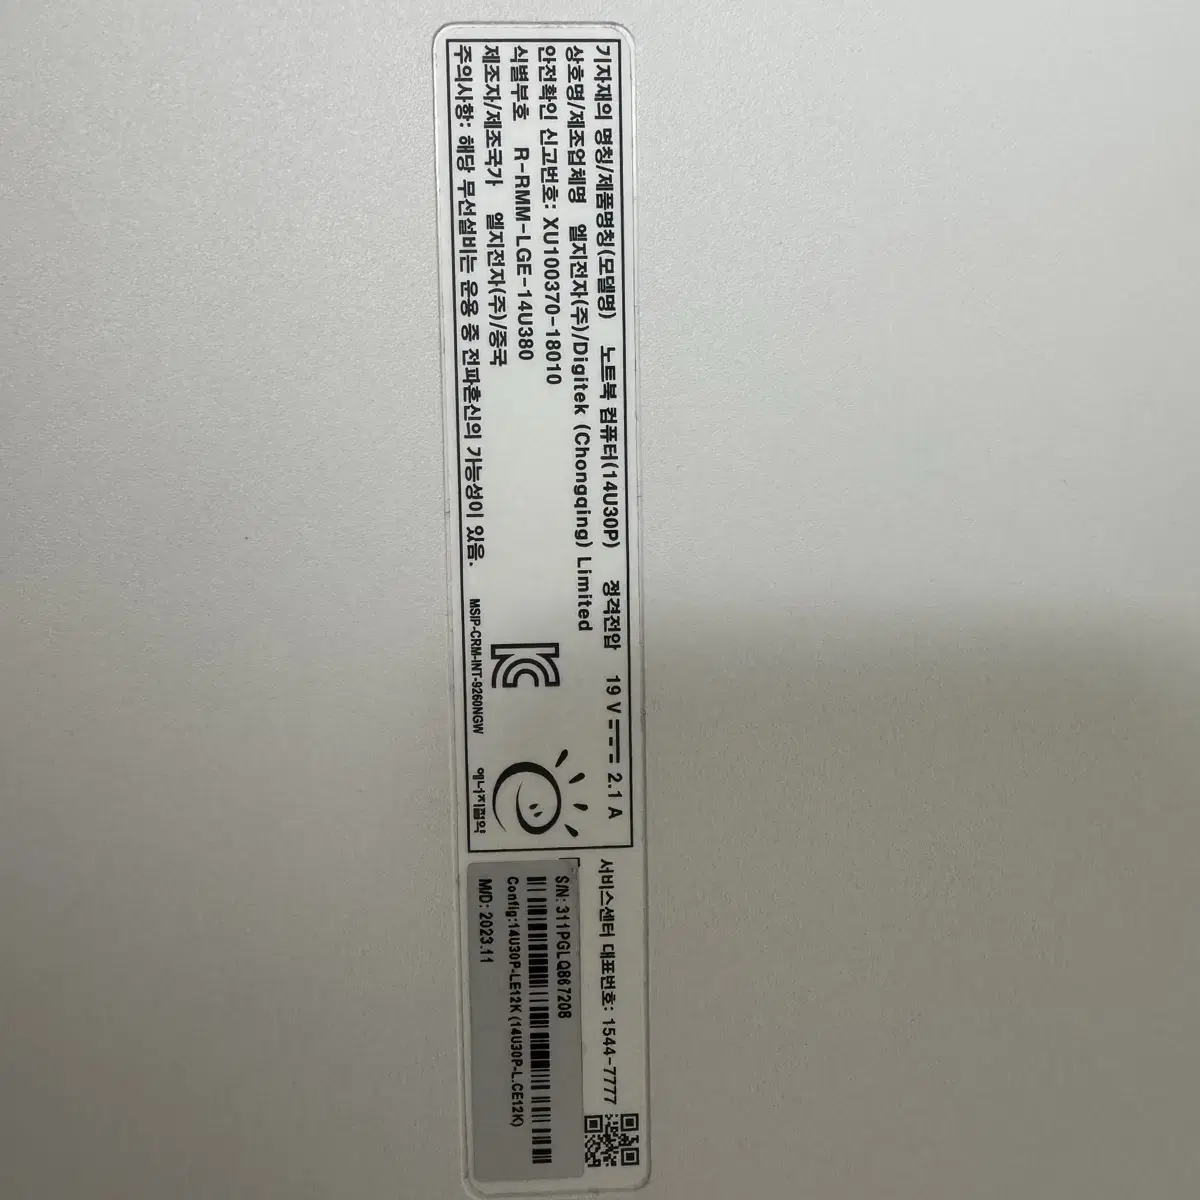 기자재의 명칭/제품명칭(모델명) 노트북 컴퓨터(14U30P) 정격전압 19 V 2.1 A
상호명/제조업체명 엘지전자(주)/Digitek (Chongqing) Limited
안전확인 신고번호: XU100370-18010
식별부호 R-RMM-LGE-14U380
제조자/제조국가 엘지전자(주)/중국
주의사항: 해당 무선설비는 운용 중 전파혼신의 가능성이 있음.
MSIP-CRM-INT-9260NGW
에너지절약
서비스센터 대표번호: 1544-7777
S/N: 311PGLQ867208
Config:14U30P-LE12K (14U30P-L.CE12K)
M/D: 2023.11